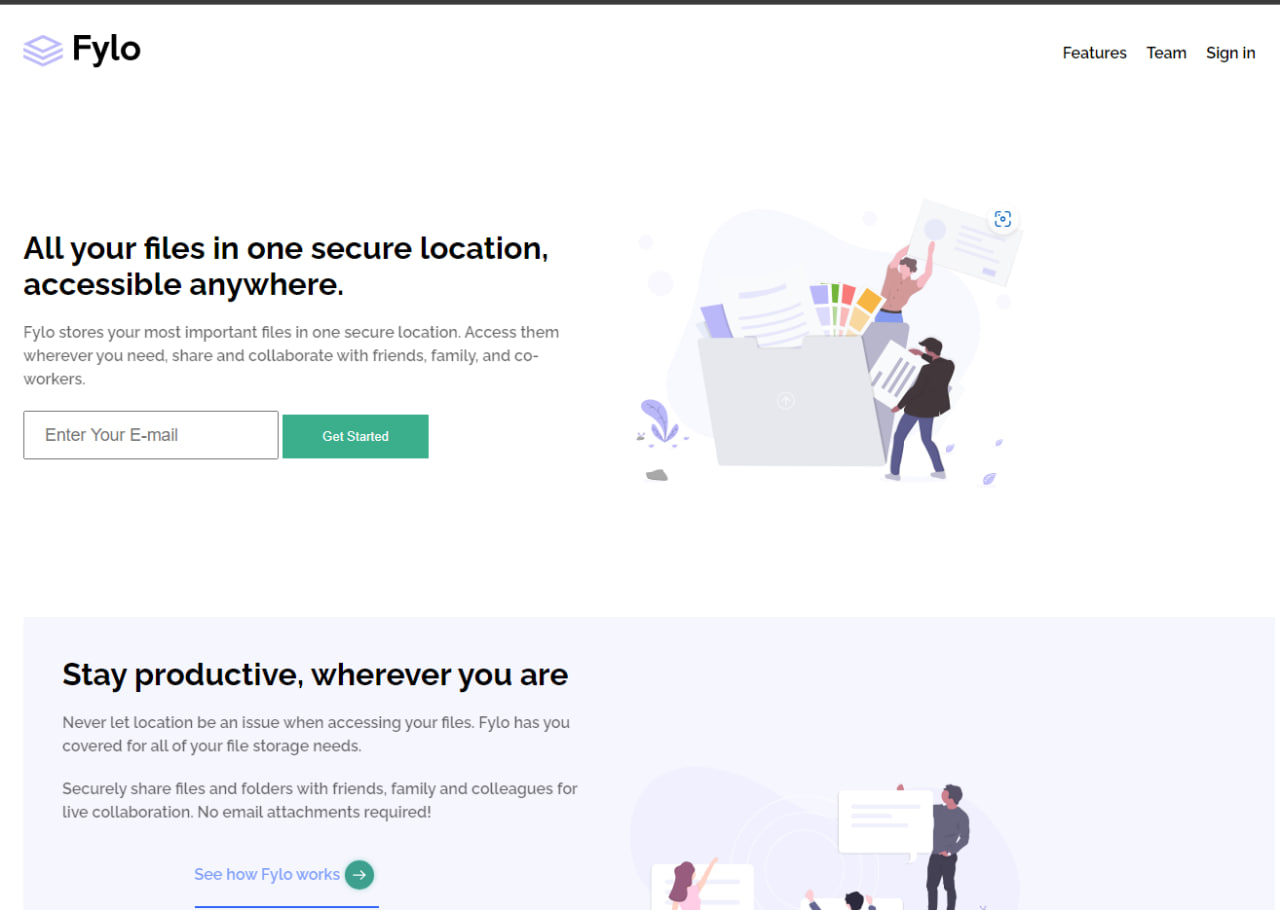 Fylo
Features Team Sign in
All your files in one secure location,
accessible anywhere.
Fylo stores your most important files in one secure location. Access them
wherever you need, share and collaborate with friends, family, and co-
workers.
Enter Your E-mail Get Started
Stay productive, wherever you are
Never let location be an issue when accessing your files. Fylo has you
covered for all of your file storage needs.
Securely share files and folders with friends, family and colleagues for
live collaboration. No email attachments required!
See how Fylo works